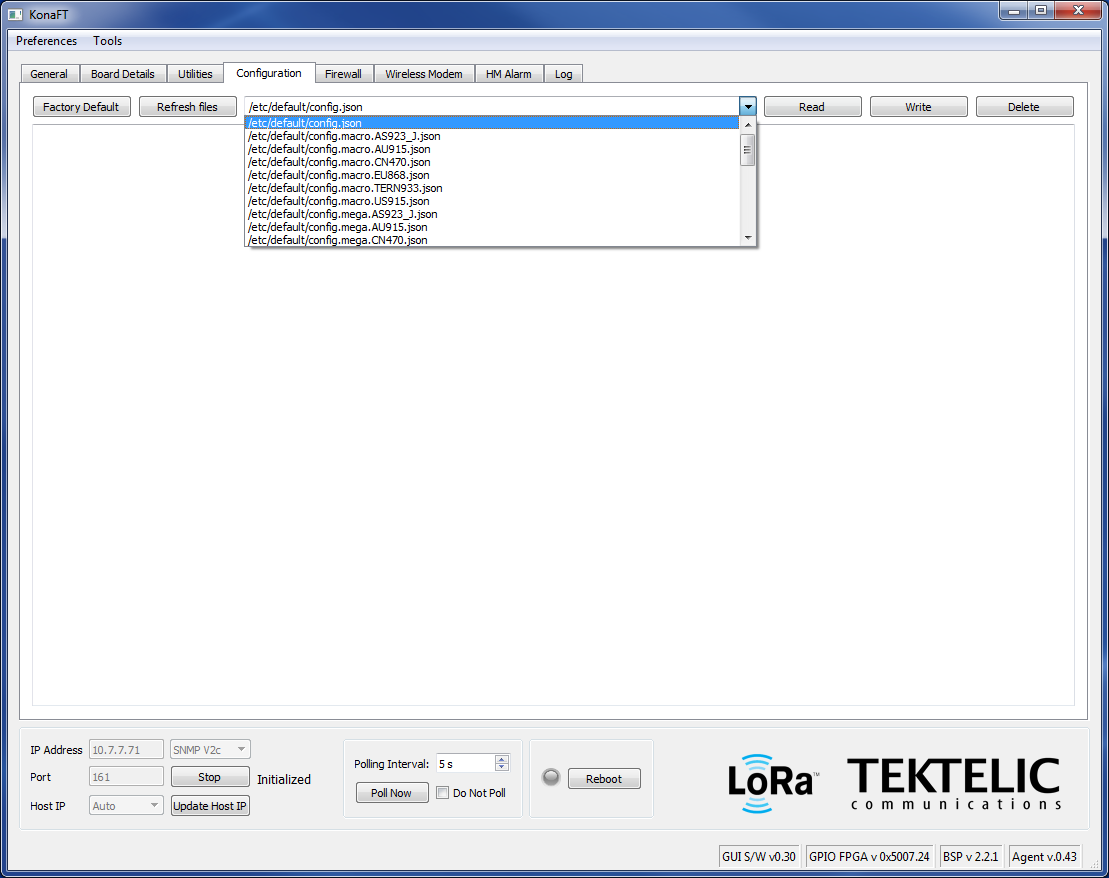 KonaFT
Preferences Tools
General Board Details Utilities Configuration Firewall Wireless Modem HM Alarm Log
Factory Default Refresh files /etc/default/config.json Read Write Delete
/etc/default/config.json
/etc/default/config.macro.AS923_J.json
/etc/default/config.macro.AU915.json
/etc/default/config.macro.CN470.json
/etc/default/config.macro.EU868.json
/etc/default/config.macro.TERN933.json
/etc/default/config.macro.US915.json
/etc/default/config.mega.AS923_J.json
/etc/default/config.mega.AU915.json
/etc/default/config.mega.CN470.json
IP Address 10.7.7.71 SNMP V2c
Port 161 Stop Initialized
Host IP Auto Update Host IP
Polling Interval: 5 s
Poll Now Do Not Poll
Reboot
LoRa™
TEKTELIC
communications
GUI S/W v0.30 GPIO FPGA v 0x5007.24 BSP v 2.2.1 Agent v.0.43